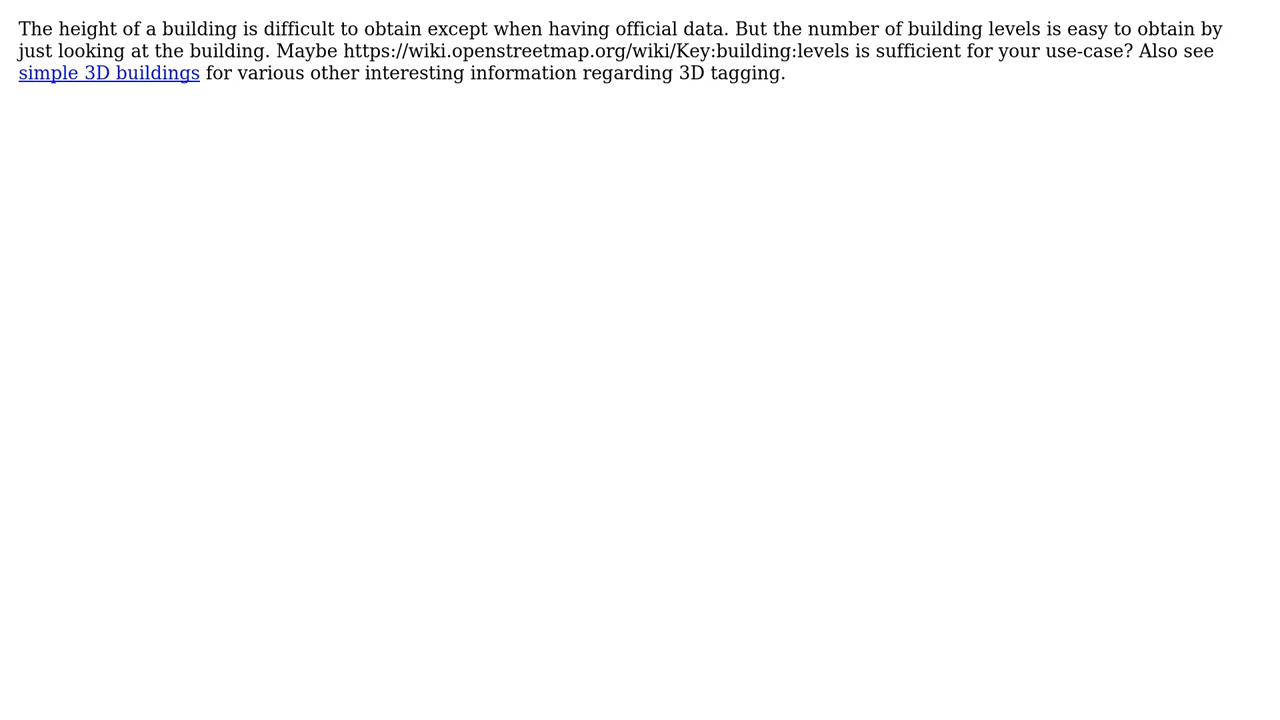 The height of a building is difficult to obtain except when having official data. But the number of building levels is easy to obtain by
just looking at the building. Maybe https://wiki.openstreetmap.org/wiki/Key:building:levels is sufficient for your use-case? Also see
simple 3D buildings for various other interesting information regarding 3D tagging.